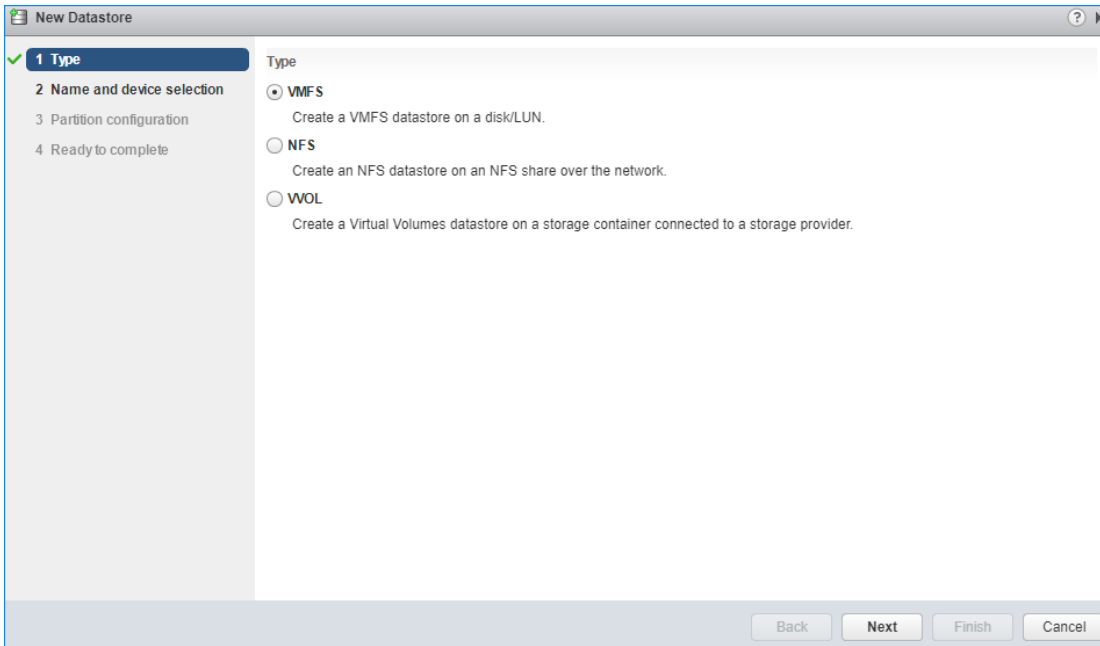 New Datastore
?
1 Type
2 Name and device selection
3 Partition configuration
4 Ready to complete
Type
VMFS
Create a VMFS datastore on a disk/LUN.
NFS
Create an NFS datastore on an NFS share over the network.
VVOL
Create a Virtual Volumes datastore on a storage container connected to a storage provider.
Back
Next
Finish
Cancel